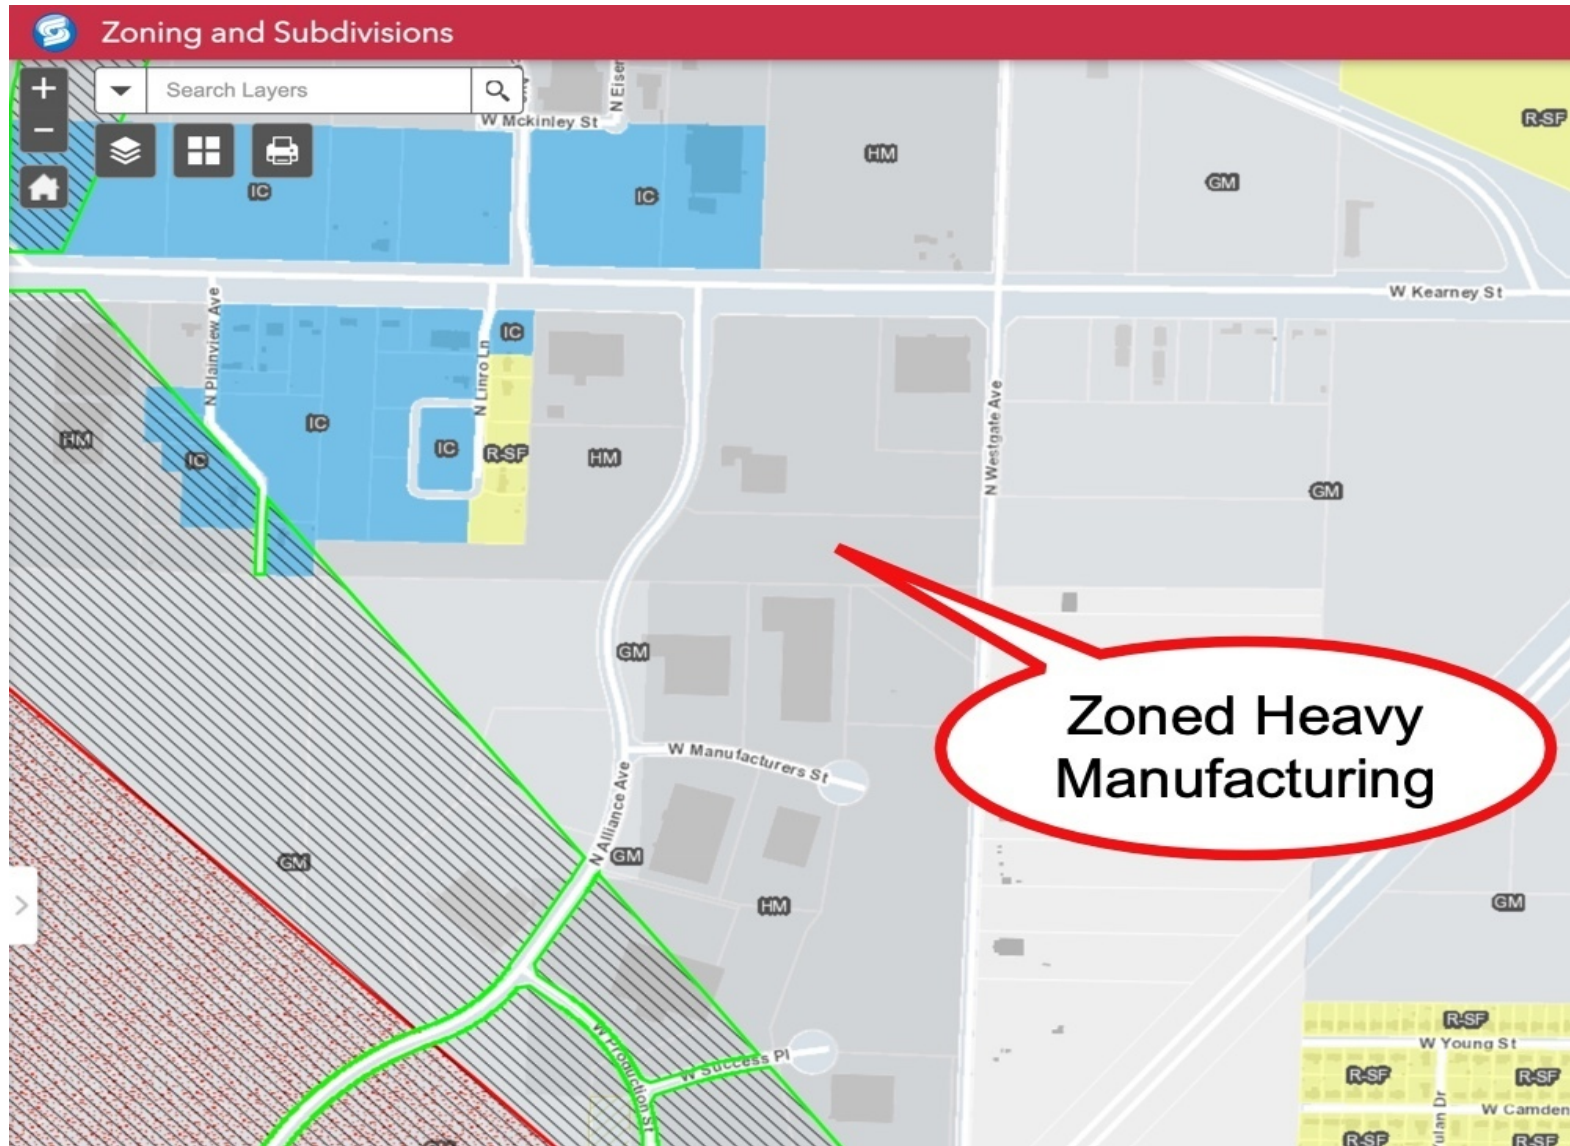 Zoning and Subdivisions
Search Layers
N Eiser
R-SF
W Mckinley St
HM
GM
IC
IC
W Kearney St
N Plainview Ave
IC
N Linro Ln
N Westgate Ave
IC
HM
IC
IC
R-SF
HM
GM
GM
Zoned Heavy
Manufacturing
W Manufacturers St
N Alliance Ave
GM
GM
HM
GM
R-SF
W Young St
W Production St
W Success Pl
R-SF
R-SF
ulan Dr
W Camden
R-SF
R-SF